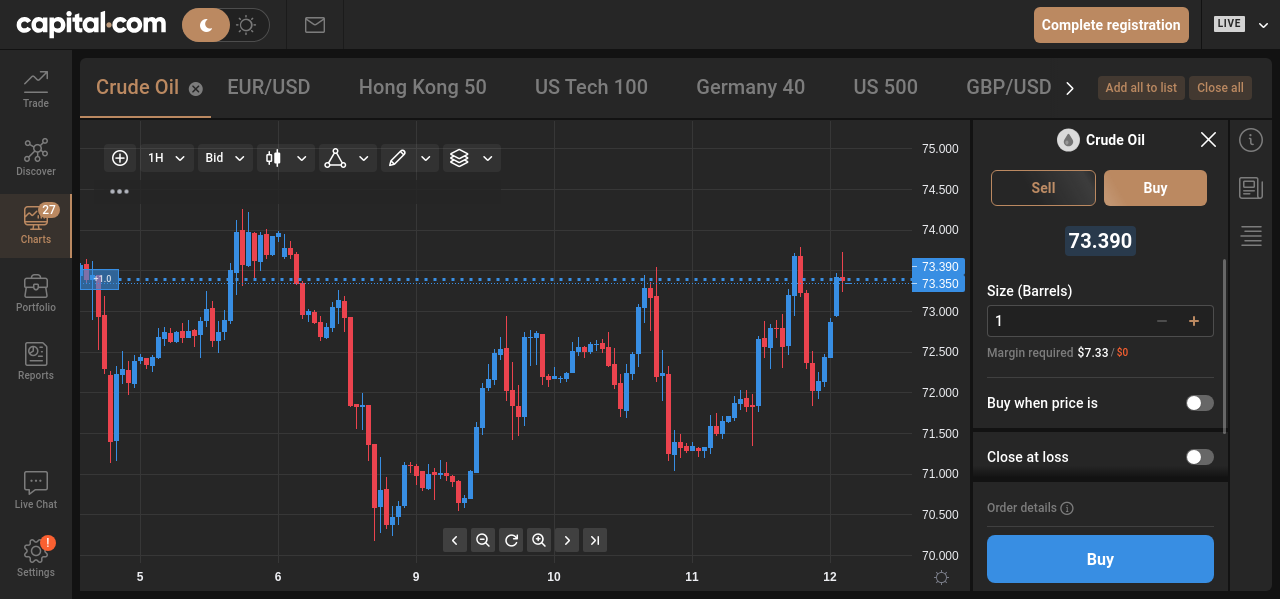 capital.com
Complete registration
LIVE
Trade
Discover
27
Charts
Portfolio
Reports
Live Chat
!
Settings
Crude Oil
EUR/USD
Hong Kong 50
US Tech 100
Germany 40
US 500
GBP/USD
Add all to list
Close all
1H
Bid
75.000
74.500
74.000
73.390
73.350
73.000
72.500
72.000
71.500
71.000
70.500
70.000
5
6
9
10
11
12
Crude Oil
Sell
Buy
73.390
Size (Barrels)
1
Margin required $7.33 / $0
Buy when price is
Close at loss
Order details
Buy